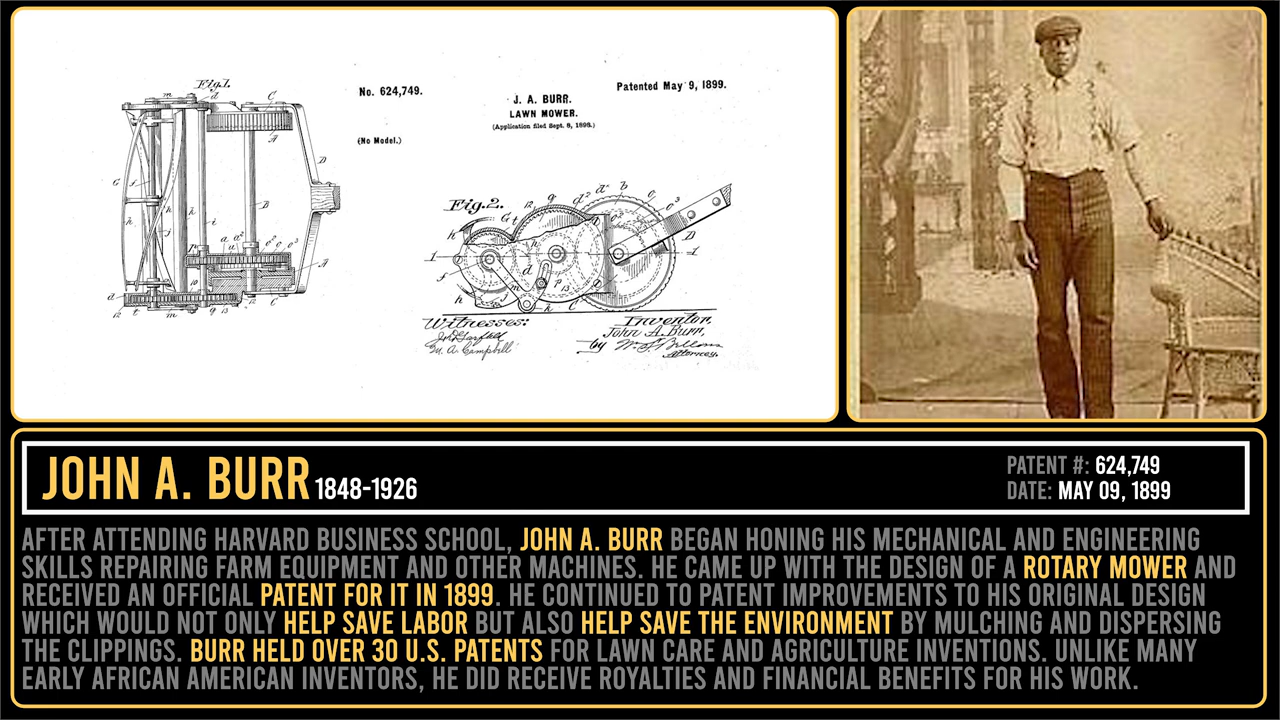 Fig.1.
No. 624,749.
Patented May 9, 1899.
J. A. BURR.
LAWN MOWER.
(Application filed Sept. 8, 1898.)
(No Model.)
Fig.2.
Witnesses:
Inventor,
John A. Burr,
G. A. Campbell
by
Attorney.
JOHN A. BURR 1848-1926
PATENT #: 624,749
DATE: MAY 09, 1899
AFTER ATTENDING HARVARD BUSINESS SCHOOL, JOHN A. BURR BEGAN HONING HIS MECHANICAL AND ENGINEERING
SKILLS REPAIRING FARM EQUIPMENT AND OTHER MACHINES. HE CAME UP WITH THE DESIGN OF A ROTARY MOWER AND
RECEIVED AN OFFICIAL PATENT FOR IT IN 1899. HE CONTINUED TO PATENT IMPROVEMENTS TO HIS ORIGINAL DESIGN
WHICH WOULD NOT ONLY HELP SAVE LABOR BUT ALSO HELP SAVE THE ENVIRONMENT BY MULCHING AND DISPERSING
THE CLIPPINGS. BURR HELD OVER 30 U.S. PATENTS FOR LAWN CARE AND AGRICULTURE INVENTIONS. UNLIKE MANY
EARLY AFRICAN AMERICAN INVENTORS, HE DID RECEIVE ROYALTIES AND FINANCIAL BENEFITS FOR HIS WORK.